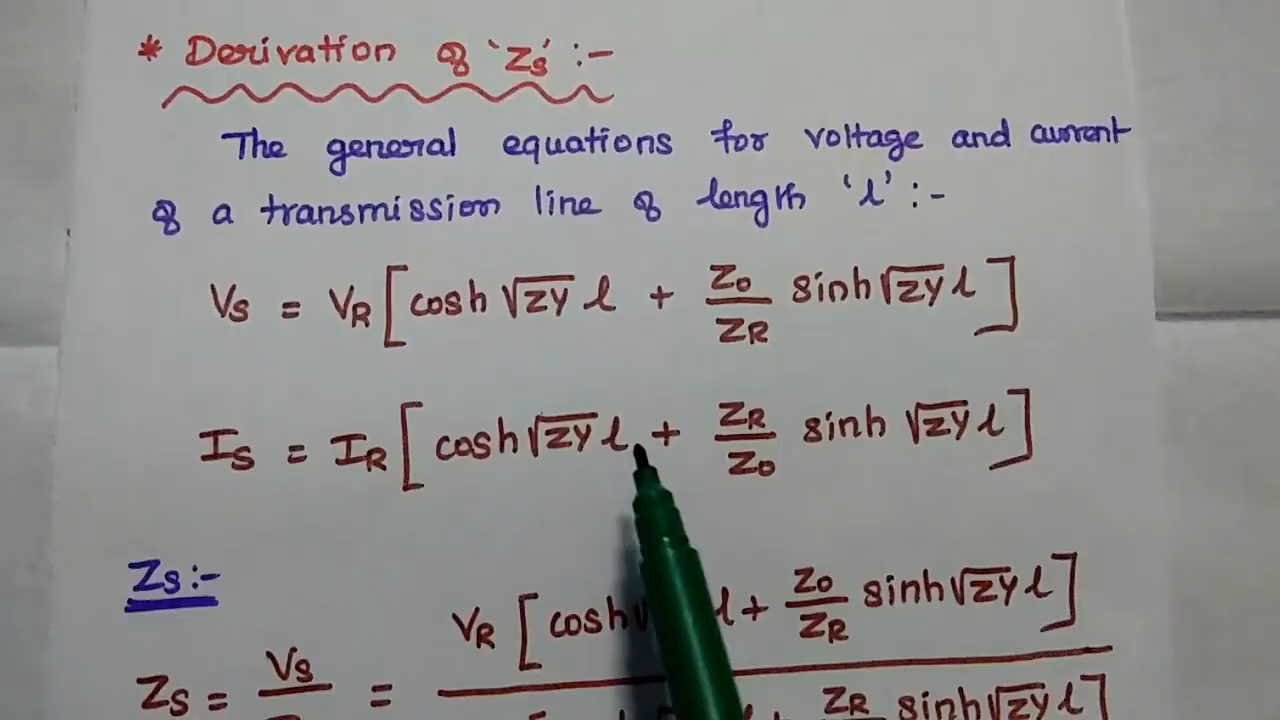 * Derivation of 'Zs' :-
The general equations for voltage and current
of a transmission line of length 'l' :-
VS = VR [ cosh √ZY l + Z0/ZR sinh √ZY l ]
IS = IR [ cosh √ZY l + ZR/Z0 sinh √ZY l ]
Zs :-
ZS = VS = VR [ cosh l + Z0/ZR sinh √ZY l ]
ZR sinh √ZY l ]